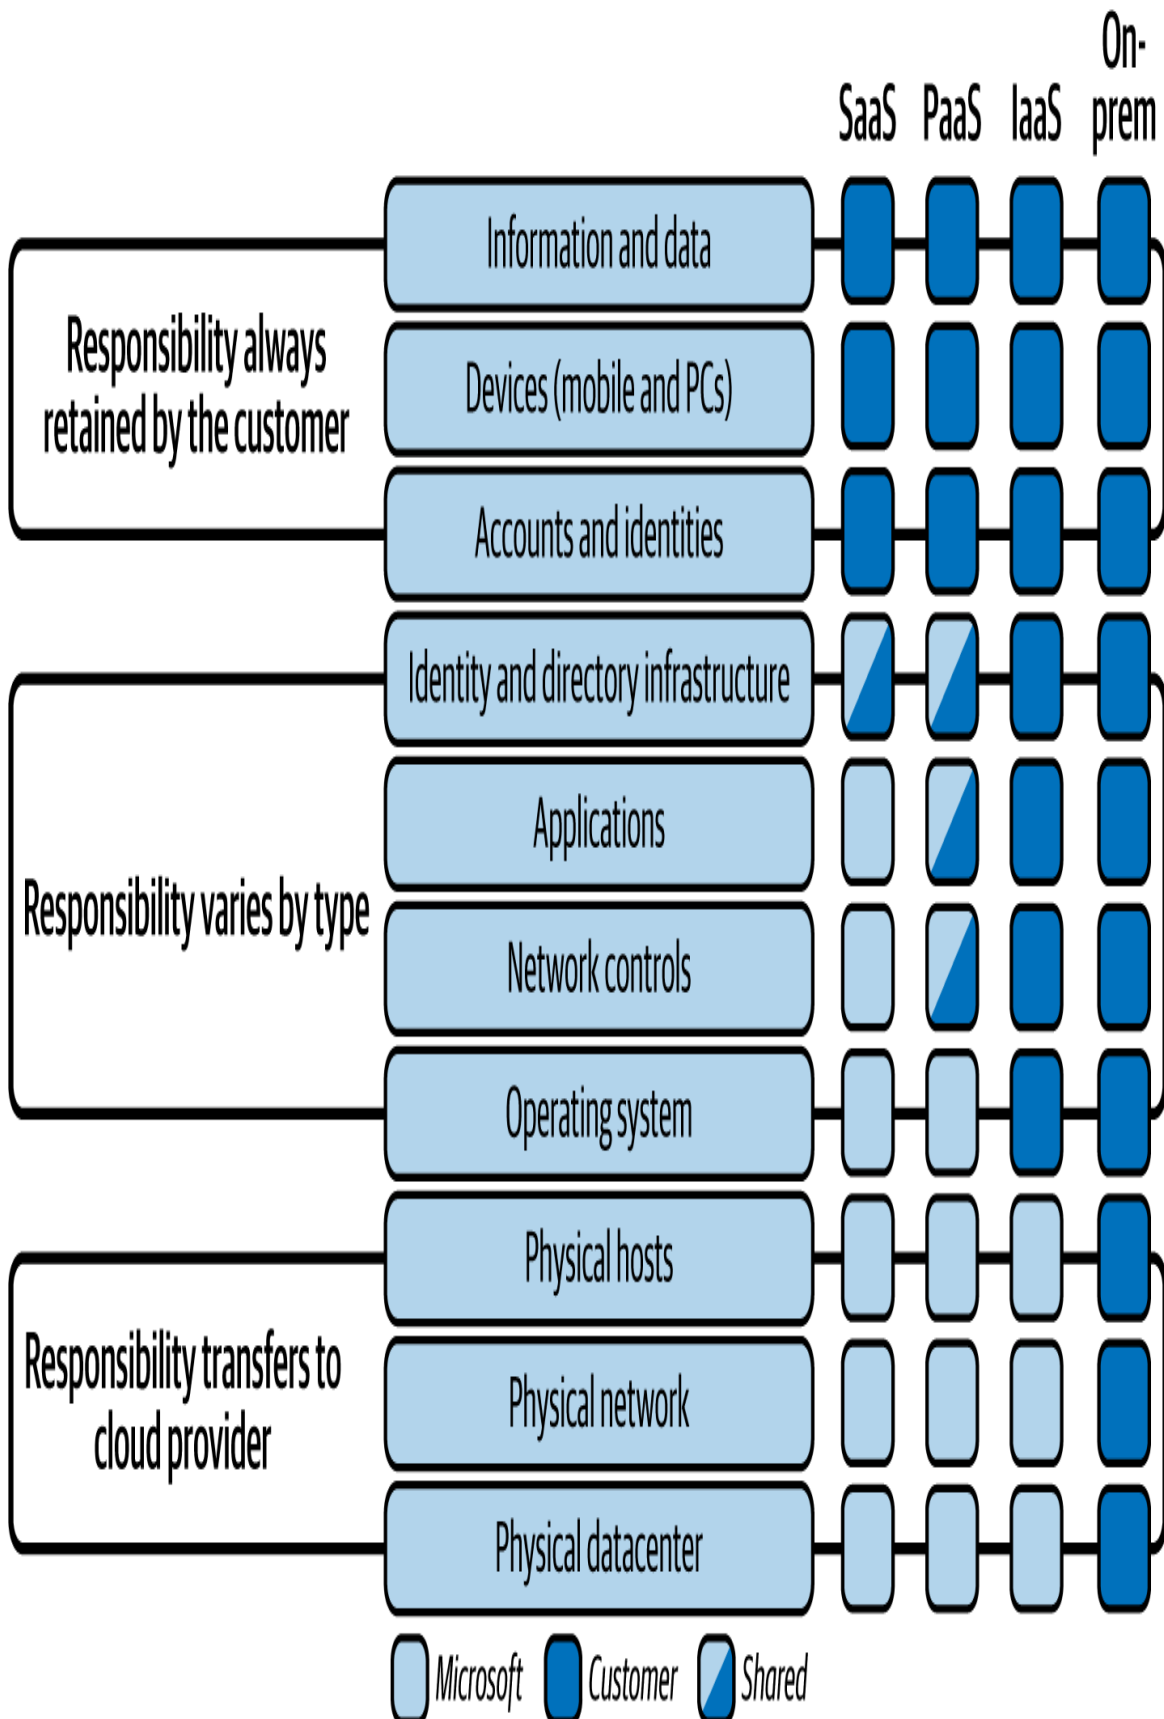 On-
SaaS PaaS IaaS prem
Information and data
Responsibility always
retained by the customer
Devices (mobile and PCs)
Accounts and identities
Identity and directory infrastructure
Applications
Responsibility varies by type
Network controls
Operating system
Physical hosts
Responsibility transfers to
cloud provider
Physical network
Physical datacenter
Microsoft Customer Shared